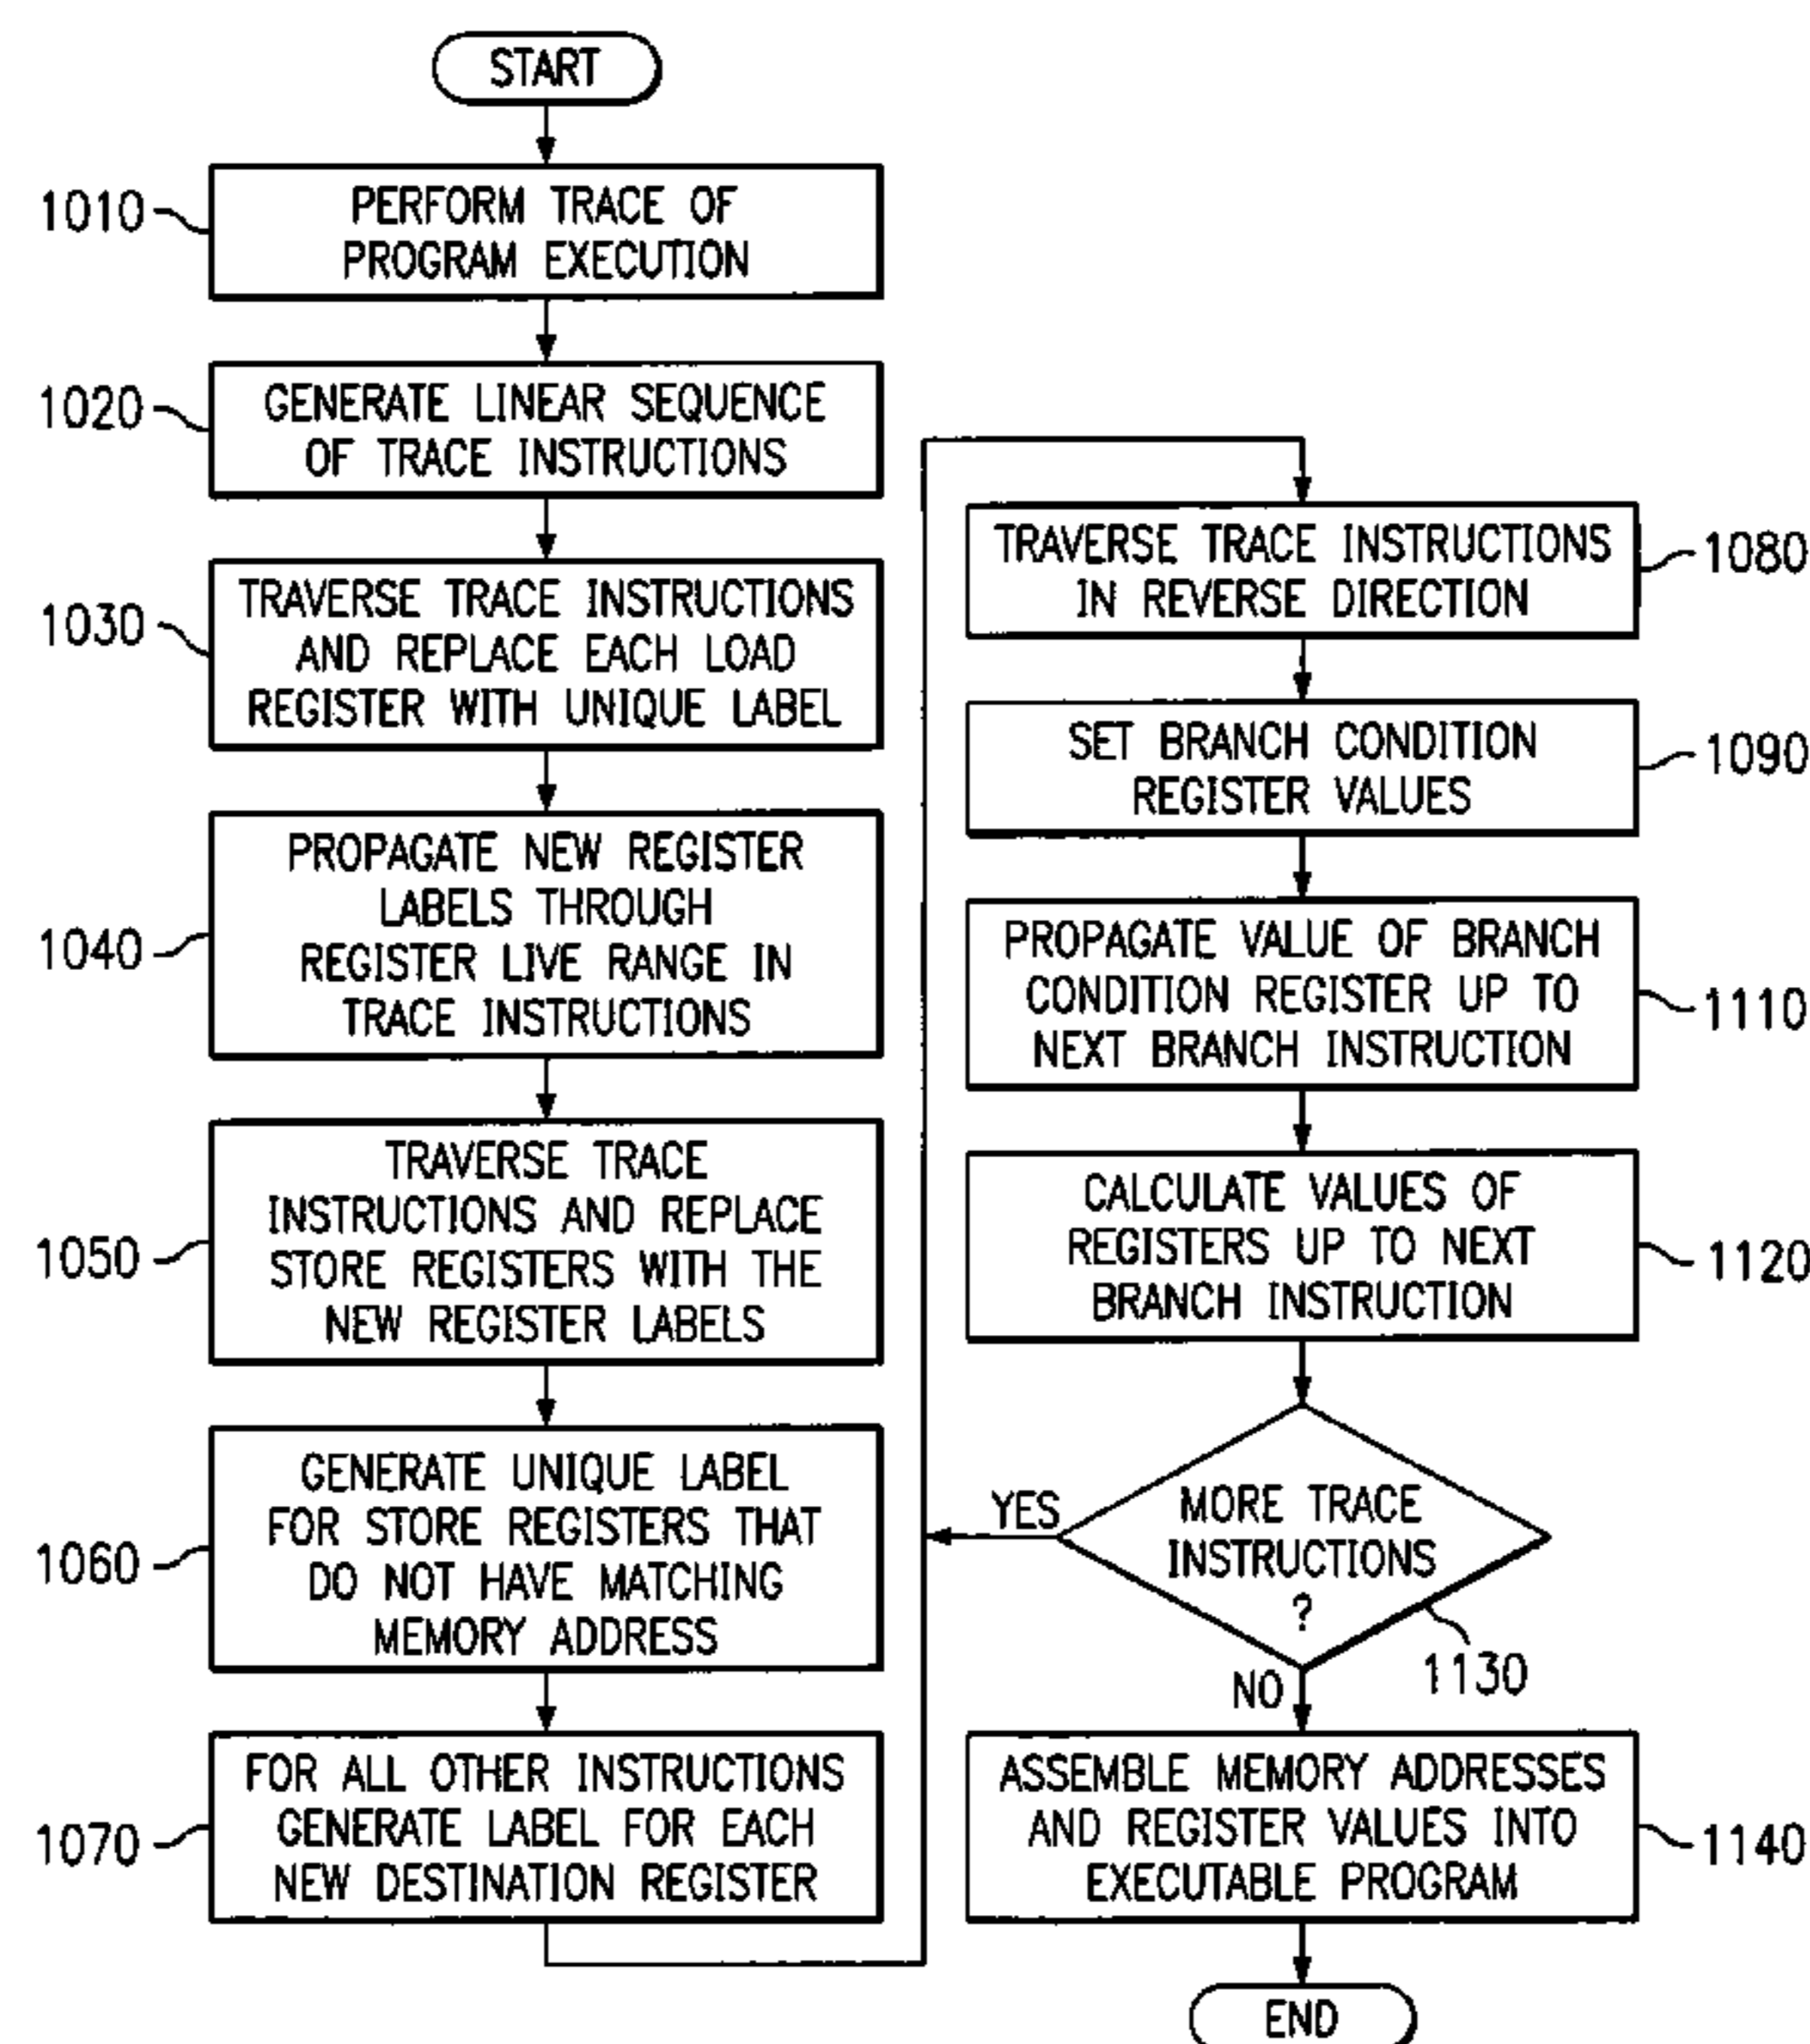 START
1010
PERFORM TRACE OF
PROGRAM EXECUTION
1020
GENERATE LINEAR SEQUENCE
OF TRACE INSTRUCTIONS
1030
TRAVERSE TRACE INSTRUCTIONS
AND REPLACE EACH LOAD
REGISTER WITH UNIQUE LABEL
1040
PROPAGATE NEW REGISTER
LABELS THROUGH
REGISTER LIVE RANGE IN
TRACE INSTRUCTIONS
1050
TRAVERSE TRACE
INSTRUCTIONS AND REPLACE
STORE REGISTERS WITH THE
NEW REGISTER LABELS
1060
GENERATE UNIQUE LABEL
FOR STORE REGISTERS THAT
DO NOT HAVE MATCHING
MEMORY ADDRESS
1070
FOR ALL OTHER INSTRUCTIONS
GENERATE LABEL FOR EACH
NEW DESTINATION REGISTER
TRAVERSE TRACE INSTRUCTIONS
IN REVERSE DIRECTION
1080
SET BRANCH CONDITION
REGISTER VALUES
1090
PROPAGATE VALUE OF BRANCH
CONDITION REGISTER UP TO
NEXT BRANCH INSTRUCTION
1110
CALCULATE VALUES OF
REGISTERS UP TO NEXT
BRANCH INSTRUCTION
1120
YES
MORE TRACE
INSTRUCTIONS
?
1130
NO
ASSEMBLE MEMORY ADDRESSES
AND REGISTER VALUES INTO
EXECUTABLE PROGRAM
1140
END